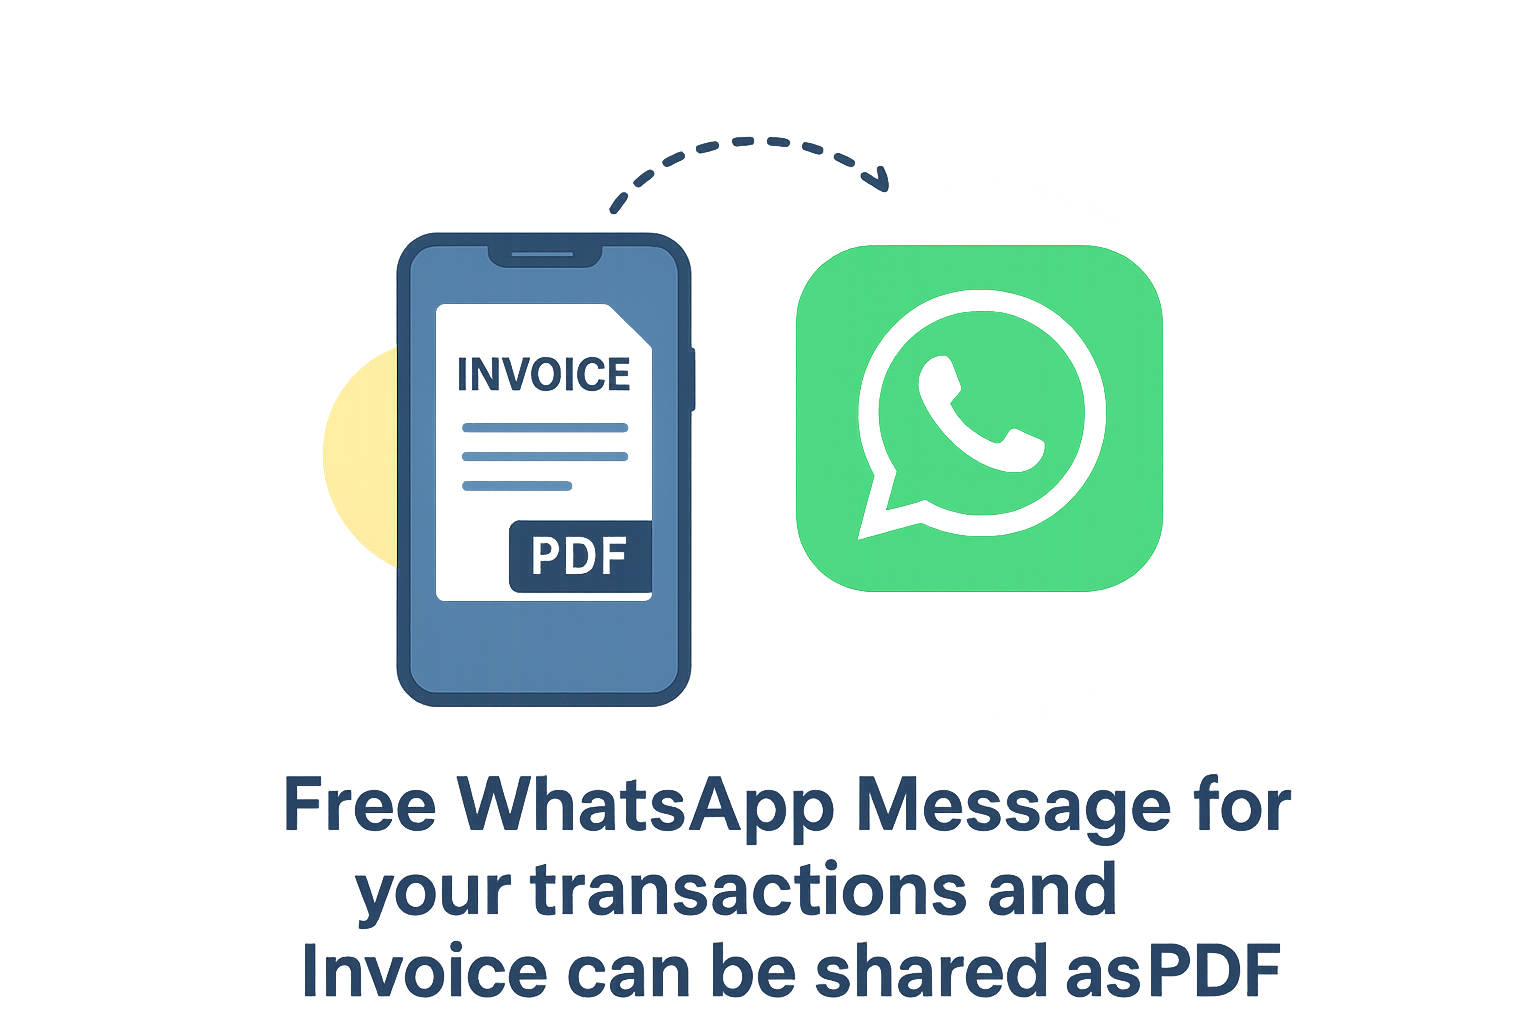 INVOICE
PDF
Free WhatsApp Message for
your transactions and
Invoice can be shared asPDF